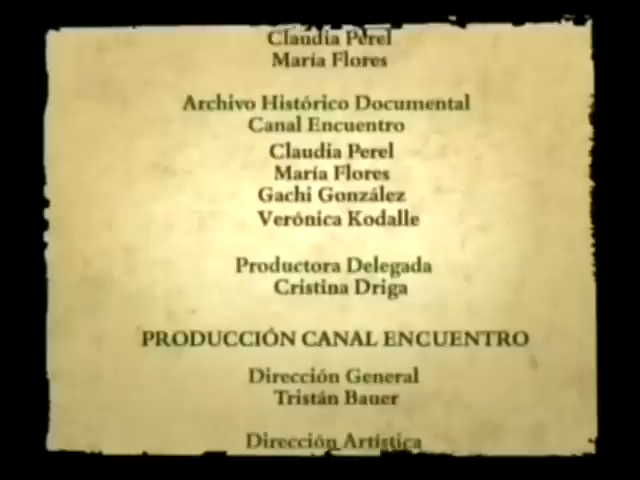 Claudia Perel
María Flores
Archivo Histórico Documental
Canal Encuentro
Claudia Perel
María Flores
Gachi González
Verónica Kodalle
Productora Delegada
Cristina Driga
PRODUCCIÓN CANAL ENCUENTRO
Dirección General
Tristán Bauer
Dirección Artística